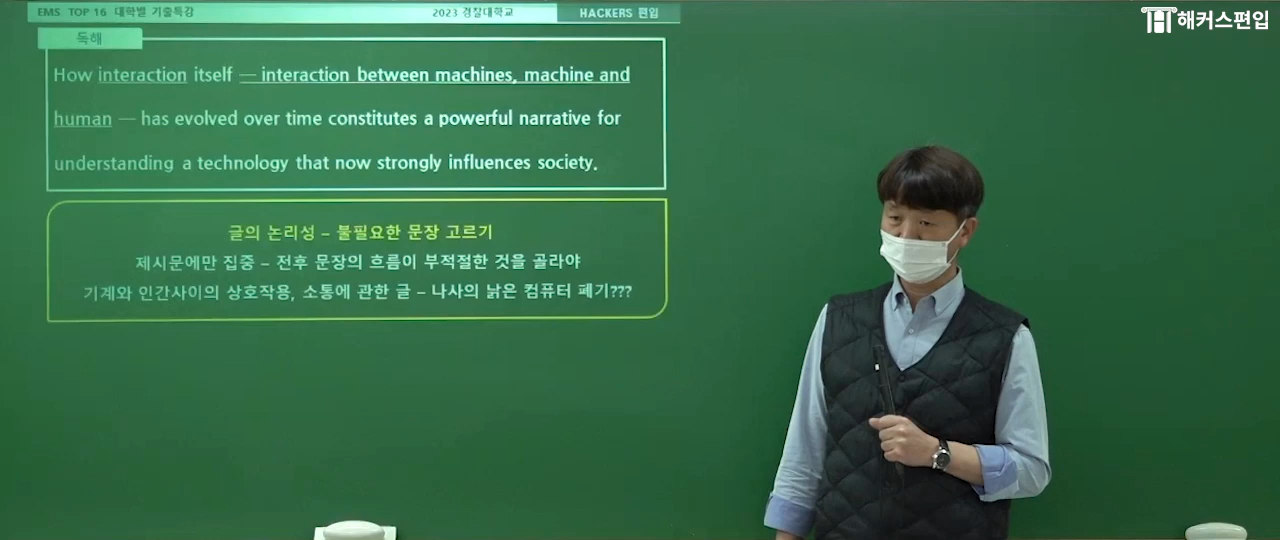 EMS TOP 16 대학별 기출특강 2023 경찰대학교 HACKERS 편입
해커스편입
독해
How interaction itself — interaction between machines, machine and
human — has evolved over time constitutes a powerful narrative for
understanding a technology that now strongly influences society.
글의 논리성 – 불필요한 문장 고르기
제시문에만 집중 – 전후 문장의 흐름이 부적절한 것을 골라야
기계와 인간사이의 상호작용, 소통에 관한 글 – 나사의 낡은 컴퓨터 폐기???